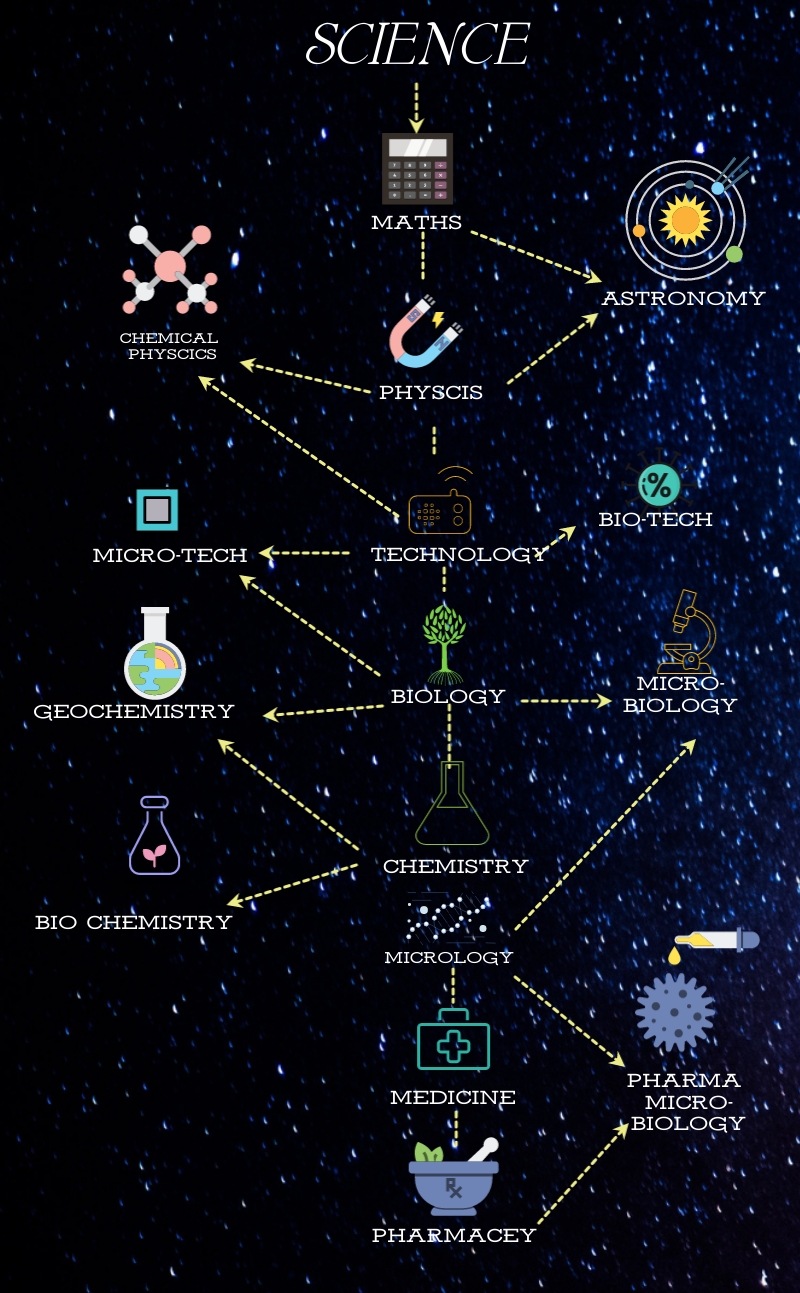 SCIENCE
MATHS
ASTRONOMY
CHEMICAL
PHYSCICS
PHYSCIS
BIO-TECH
MICRO-TECH
TECHNOLOGY
MICRO-
BIOLOGY
BIOLOGY
GEOCHEMISTRY
CHEMISTRY
BIO CHEMISTRY
MICROLOGY
PHARMA
MICRO-
BIOLOGY
MEDICINE
PHARMACEY